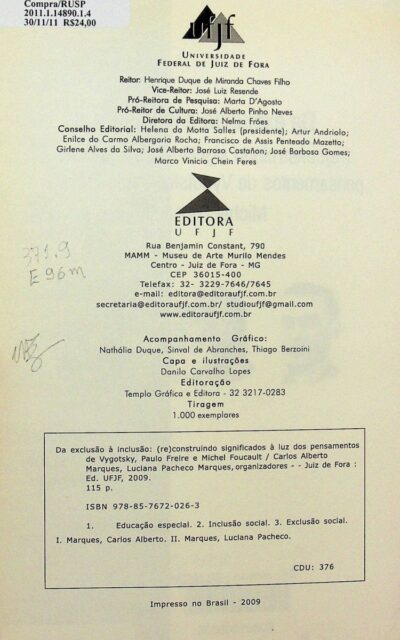 Compra/RUSP
2011.1.14890.1.4
30/11/11 R$24,00
ufjf
UNIVERSIDADE
FEDERAL DE JUIZ DE FORA
Reitor: Henrique Duque de Miranda Chaves Filho
Vice-Reitor: José Luiz Resende
Pró-Reitora de Pesquisa: Marta D'Agosto
Pró-Reitor de Cultura: José Alberto Pinho Neves
Diretora da Editora: Nelma Fróes
Conselho Editorial: Helena da Motta Salles (presidente); Artur Andriolo;
Enilce do Carmo Albergaria Rocha; Francisco de Assis Penteado Mazetto;
Girlene Alves da Silva; José Alberto Barroso Castañon; José Barbosa Gomes;
Marco Vinicio Chein Feres
EDITORA
UFJF
Rua Benjamin Constant, 790
MAMM - Museu de Arte Murilo Mendes
Centro - Juiz de Fora - MG
CEP 36015-400
Telefax: 32- 3229-7646/7645
e-mail: editora@editoraufjf.com.br
secretaria@editoraufjf.com.br/ studioufjf@gmail.com
www.editoraufjf.com.br
371.9
E96m
Acompanhamento Gráfico:
Nathália Duque, Sinval de Abranches, Thiago Berzoini
Capa e ilustrações
Danilo Carvalho Lopes
Editoração
Templo Gráfica e Editora - 32 3217-0283
Tiragem
1.000 exemplares
Da exclusão à inclusão: (re)construindo significados à luz dos pensamentos
de Vygotsky, Paulo Freire e Michel Foucault / Carlos Alberto
Marques, Luciana Pacheco Marques,organizadores - - Juiz de Fora :
Ed. UFJF, 2009.
115 p.
ISBN 978-85-7672-026-3
1. Educação especial. 2. Inclusão social. 3. Exclusão social.
I. Marques, Carlos Alberto. II. Marques, Luciana Pacheco.
CDU: 376
Impresso no Brasil - 2009